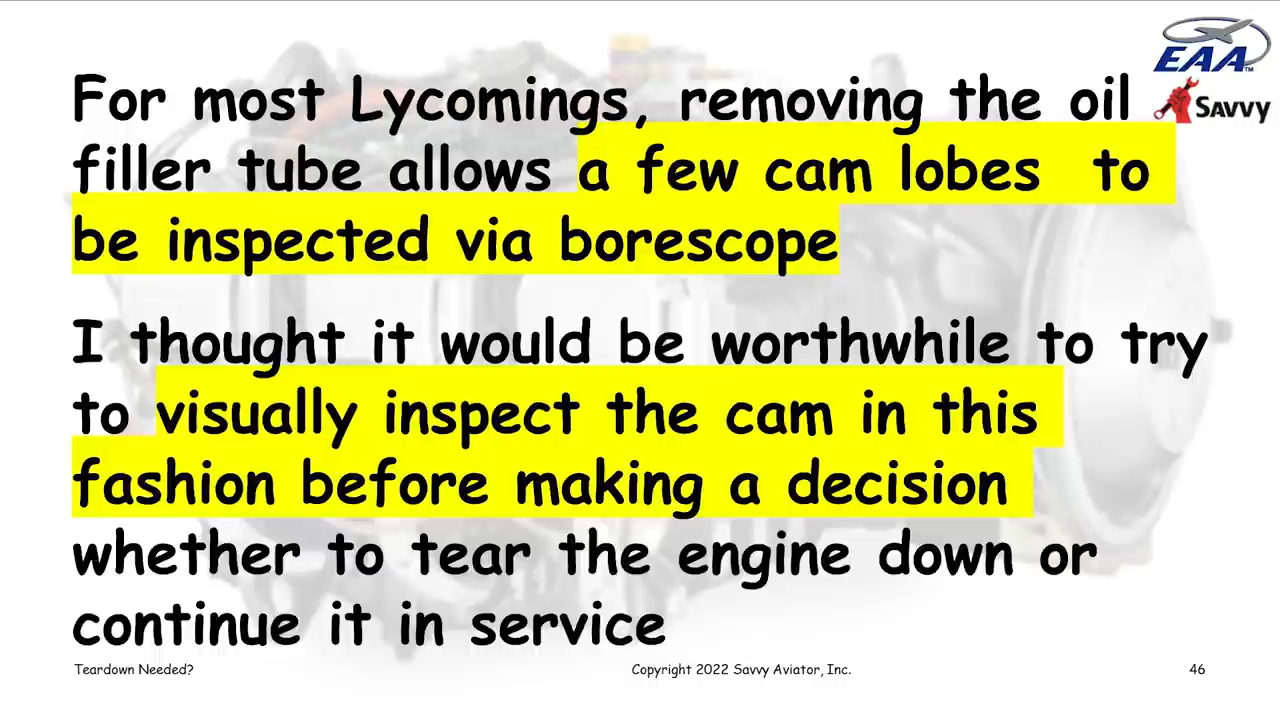 EAA
SAVVY
For most Lycomings, removing the oil
filler tube allows a few cam lobes to
be inspected via borescope
I thought it would be worthwhile to try
to visually inspect the cam in this
fashion before making a decision
whether to tear the engine down or
continue it in service
Teardown Needed?
Copyright 2022 Savvy Aviator, Inc.
46